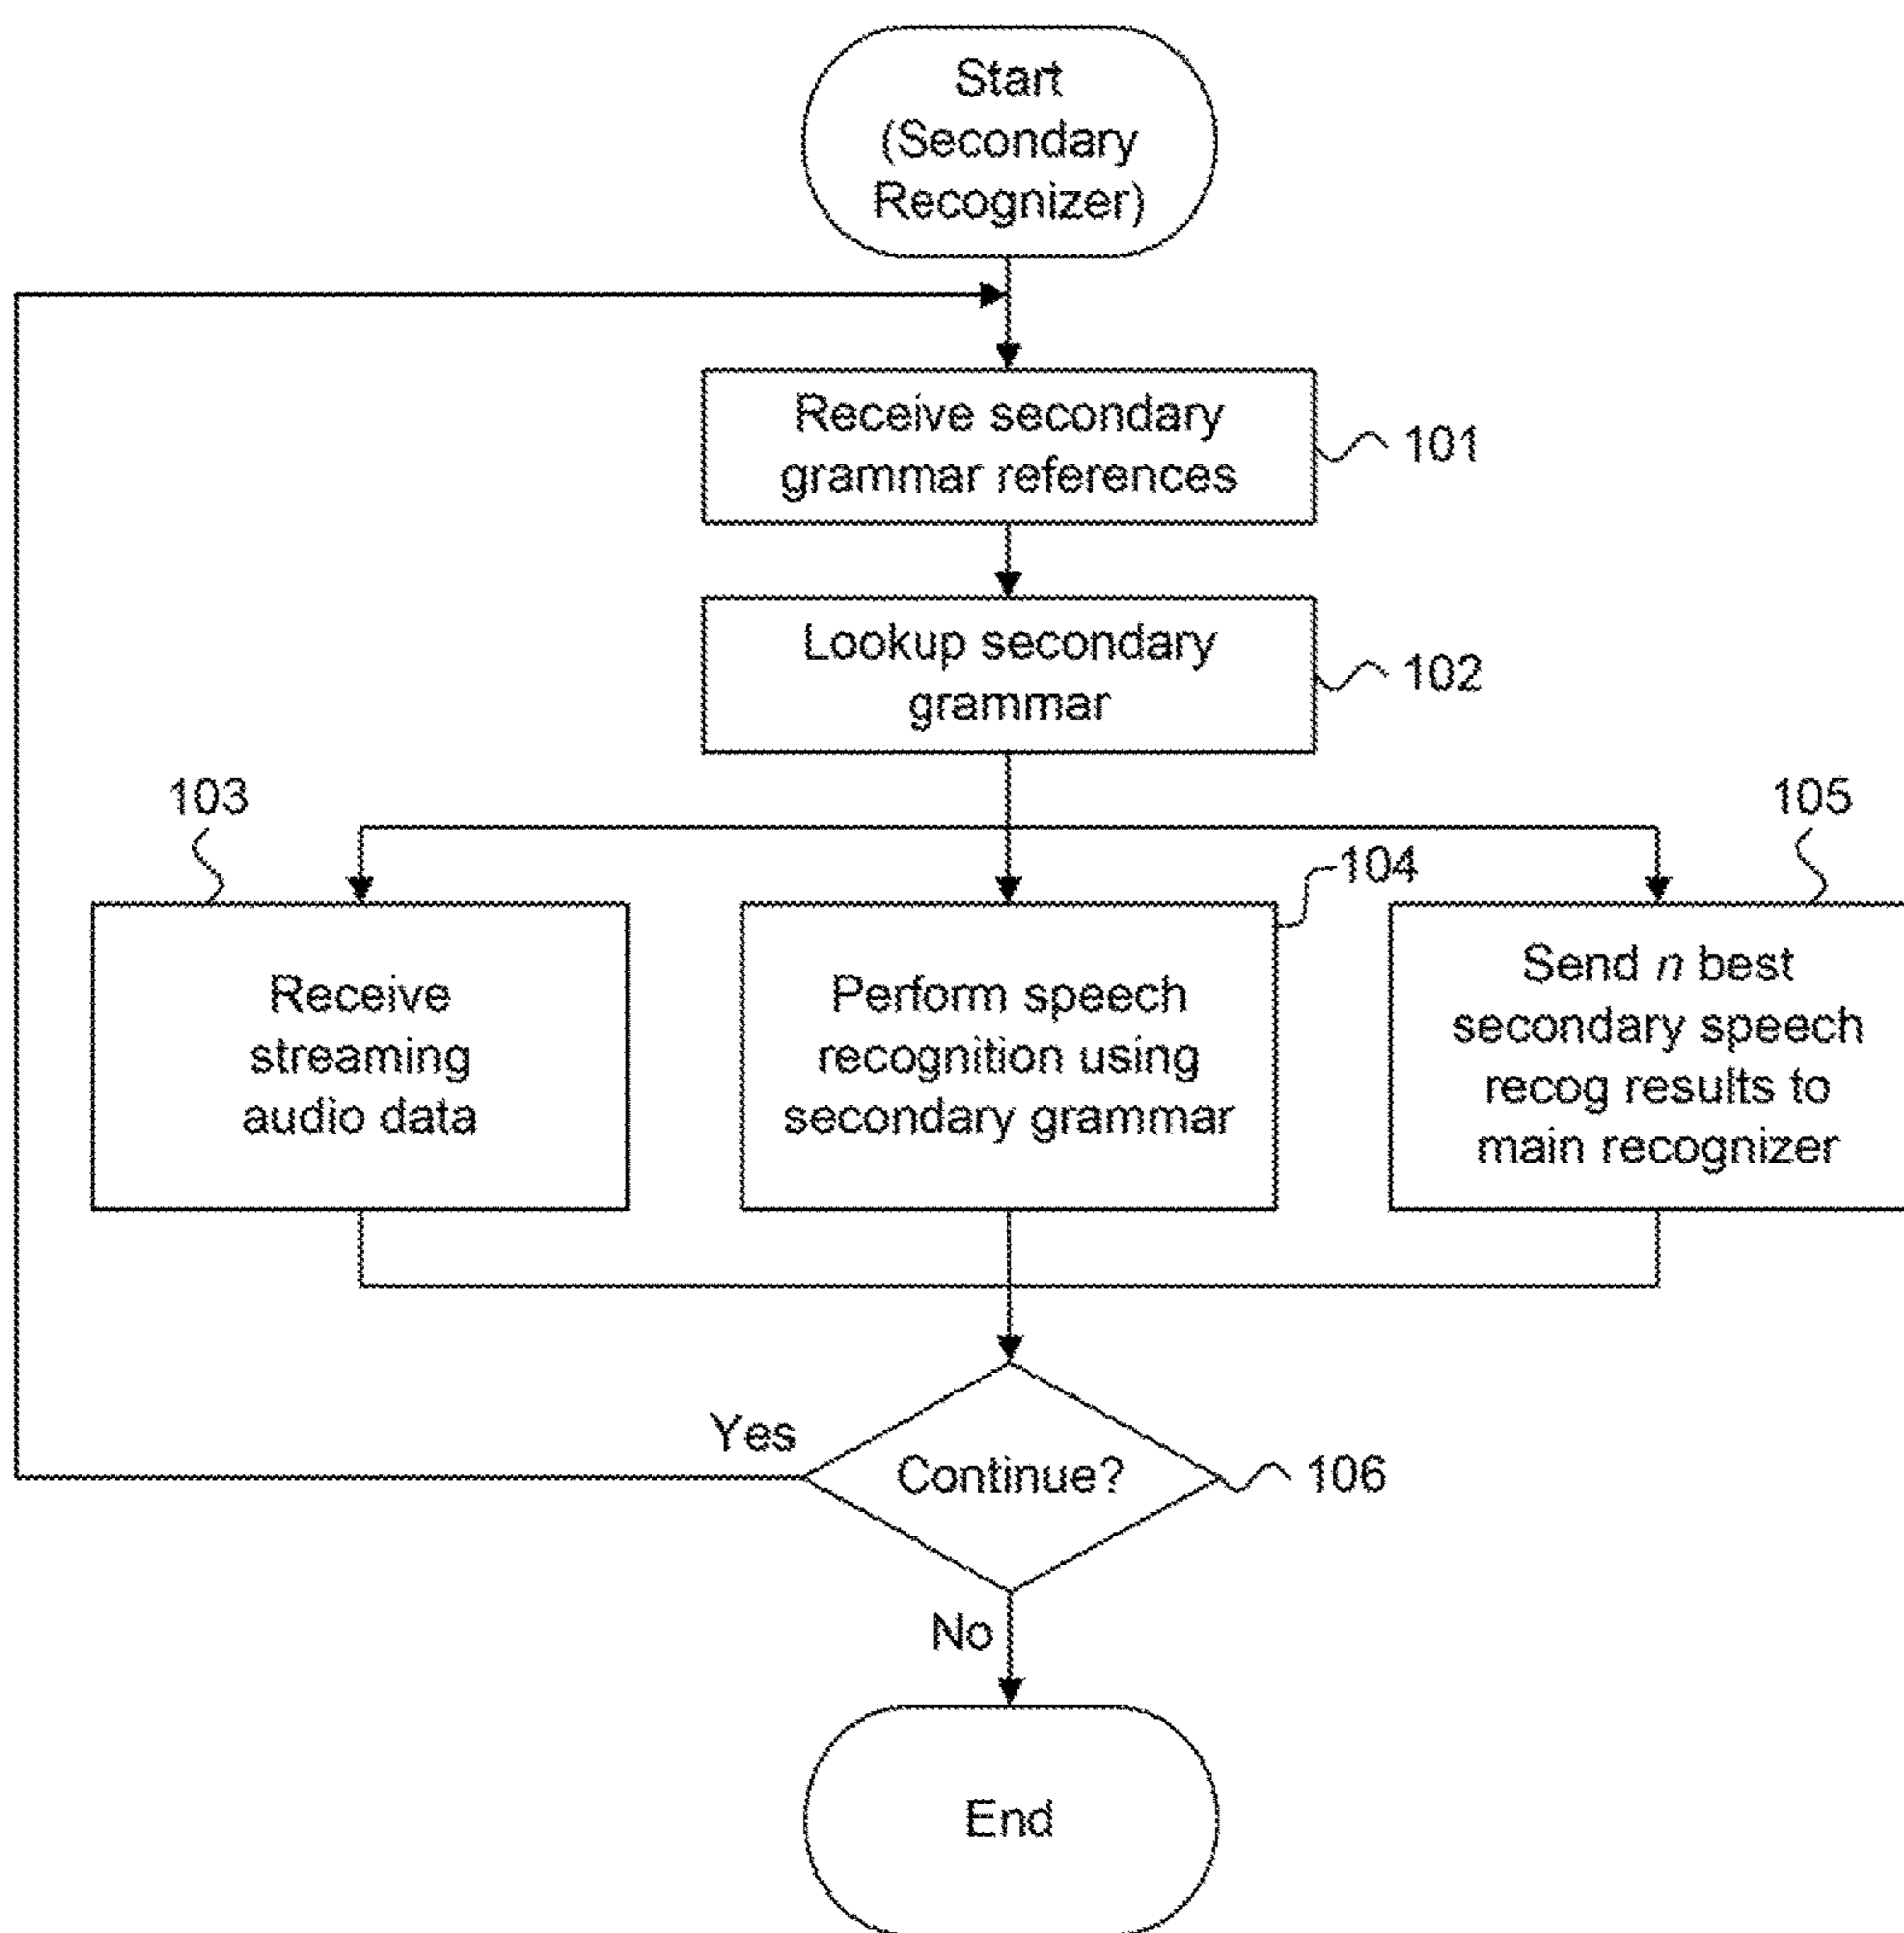 Start
(Secondary
Recognizer)
Receive secondary
grammar references
101
Lookup secondary
grammar
102
103
105
104
Receive
streaming
audio data
Perform speech
recognition using
secondary grammar
Send n best
secondary speech
recog results to
main recognizer
Yes
Continue?
106
No
End